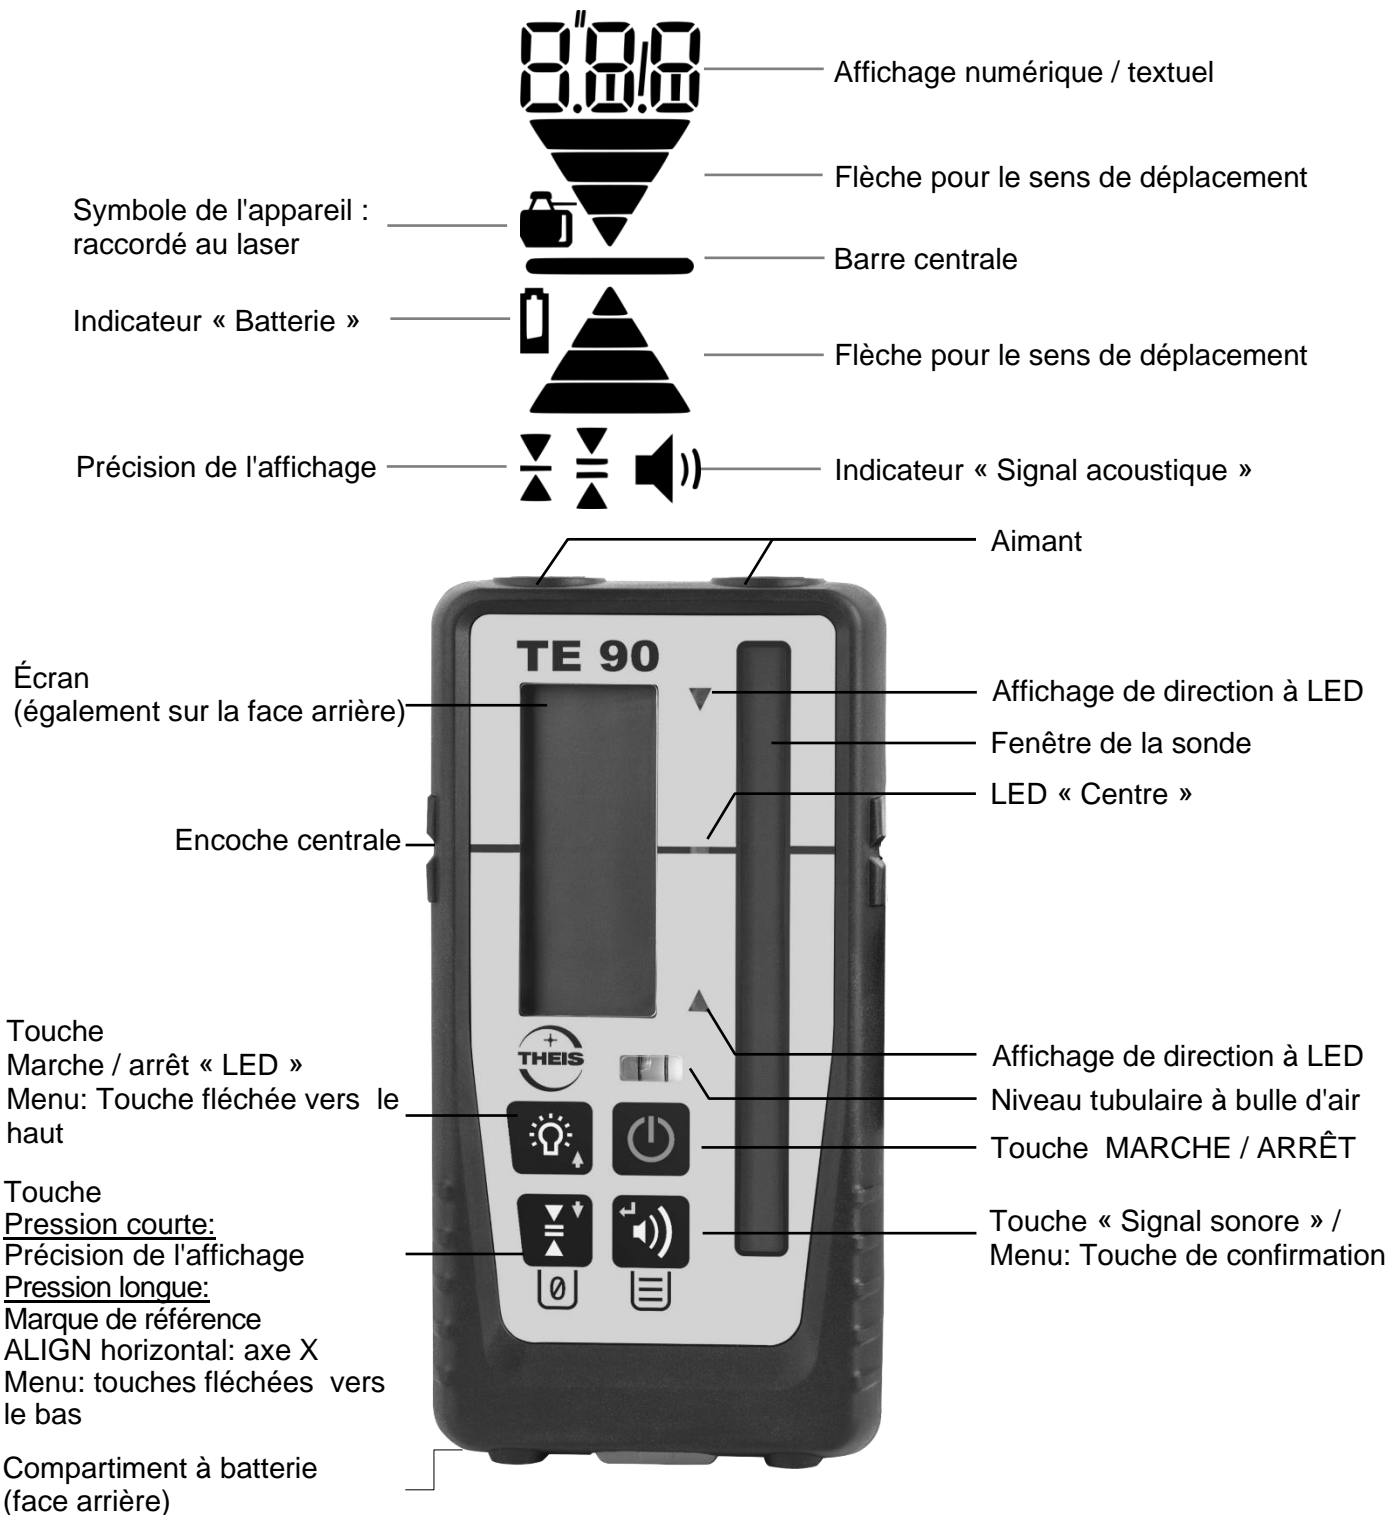 8.8.8
Affichage numérique / textuel
Flèche pour le sens de déplacement
Symbole de l'appareil :
raccordé au laser
Barre centrale
Indicateur « Batterie »
Flèche pour le sens de déplacement
Précision de l'affichage
Indicateur « Signal acoustique »
Aimant
TE 90
Écran
(également sur la face arrière)
Affichage de direction à LED
Fenêtre de la sonde
LED « Centre »
Encoche centrale
Touche
Marche / arrêt « LED »
Menu: Touche fléchée vers le
haut
THEIS
Affichage de direction à LED
Niveau tubulaire à bulle d'air
Touche MARCHE / ARRÊT
Touche
Pression courte:
Précision de l'affichage
Pression longue:
Marque de référence
ALIGN horizontal: axe X
Menu: touches fléchées vers
le bas
Touche « Signal sonore » /
Menu: Touche de confirmation
0
Compartiment à batterie
(face arrière)